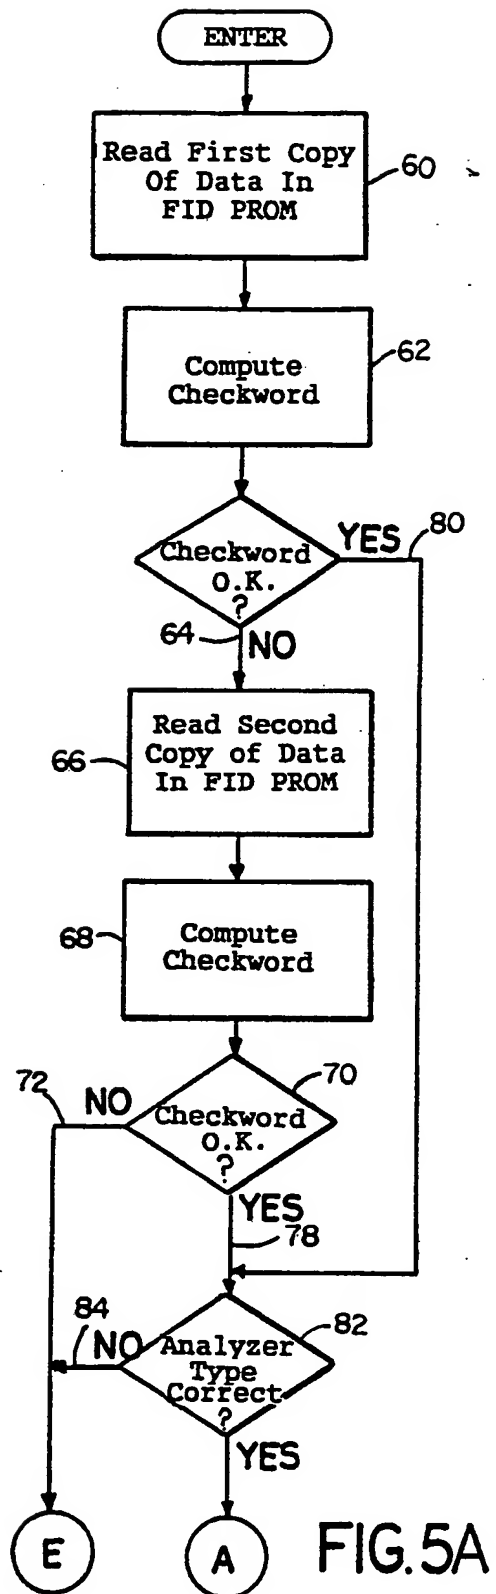 ENTER
Read First Copy
Of Data In
FID PROM
60
Compute
Checkword
62
Checkword
O.K.
?
YES
80
64
NO
Read Second
Copy of Data
In FID PROM
66
Compute
Checkword
68
Checkword
O.K.
?
70
72
NO
YES
78
Analyzer
Type
Correct
?
82
84
NO
YES
E
A
FIG.5A